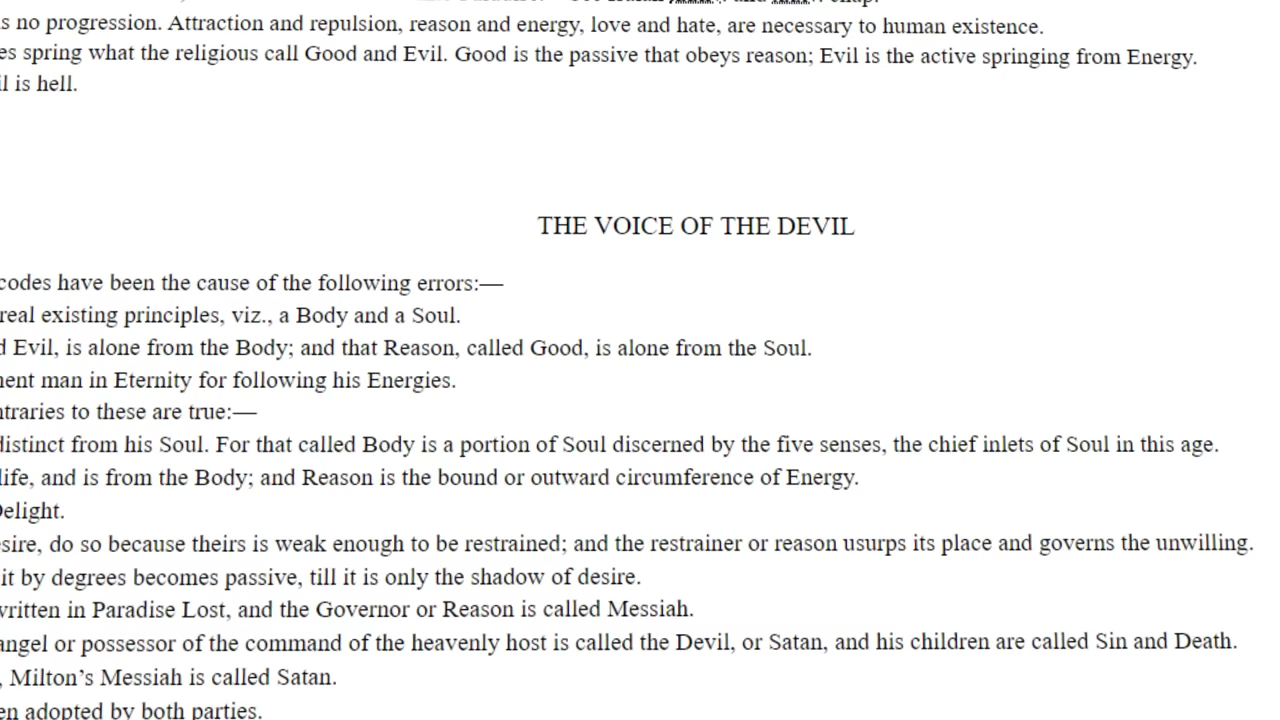 s no progression. Attraction and repulsion, reason and energy, love and hate, are necessary to human existence.
es spring what the religious call Good and Evil. Good is the passive that obeys reason; Evil is the active springing from Energy.
il is hell.
THE VOICE OF THE DEVIL
codes have been the cause of the following errors:—
real existing principles, viz., a Body and a Soul.
d Evil, is alone from the Body; and that Reason, called Good, is alone from the Soul.
ment man in Eternity for following his Energies.
ntraries to these are true:—
distinct from his Soul. For that called Body is a portion of Soul discerned by the five senses, the chief inlets of Soul in this age.
life, and is from the Body; and Reason is the bound or outward circumference of Energy.
Delight.
esire, do so because theirs is weak enough to be restrained; and the restrainer or reason usurps its place and governs the unwilling.
it by degrees becomes passive, till it is only the shadow of desire.
written in Paradise Lost, and the Governor or Reason is called Messiah.
angel or possessor of the command of the heavenly host is called the Devil, or Satan, and his children are called Sin and Death.
, Milton’s Messiah is called Satan.
en adopted by both parties.